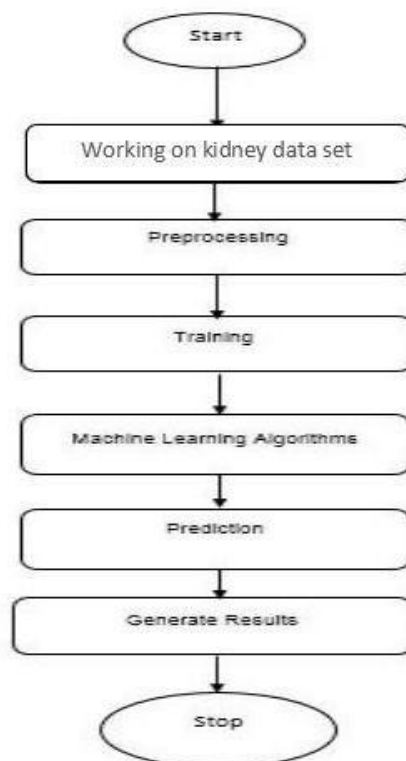 Start
Working on kidney data set
Preprocessing
Training
Machine Learning Algorithms
Prediction
Generate Results
Stop